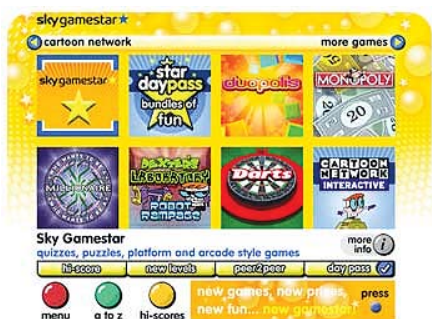 skygamestar
cartoon network
more games
skygamestar
star
daypass
bundles of
fun
duopolis
MONOPOLY
20
MILLIONAIRE
DEXTER'S
LABORATORY
ROBOT
RAMPAGE
Darts
CARTOON
NETWORK
INTERACTIVE
Sky Gamestar
quizzes, puzzles, platform and arcade style games
more
info
i
hi-score
new levels
peer2peer
day pass
menu
a to z
hi-scores
new games, new prices,
new fun... new gamestar!
press